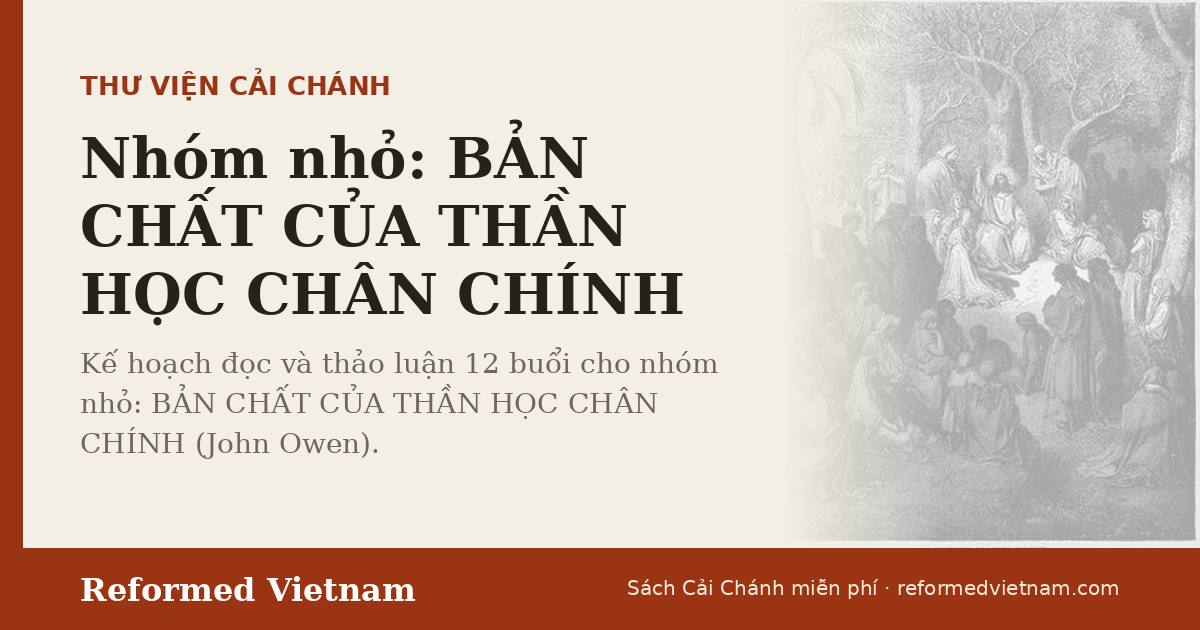 THƯ VIỆN CẢI CHÁNH
Nhóm nhỏ: BẢN
CHẤT CỦA THẦN
HỌC CHÂN CHÍNH
Kế hoạch đọc và thảo luận 12 buổi cho nhóm
nhỏ: BẢN CHẤT CỦA THẦN HỌC CHÂN
CHÍNH (John Owen).
Reformed Vietnam
Sách Cải Chánh miễn phí · reformedvietnam.com